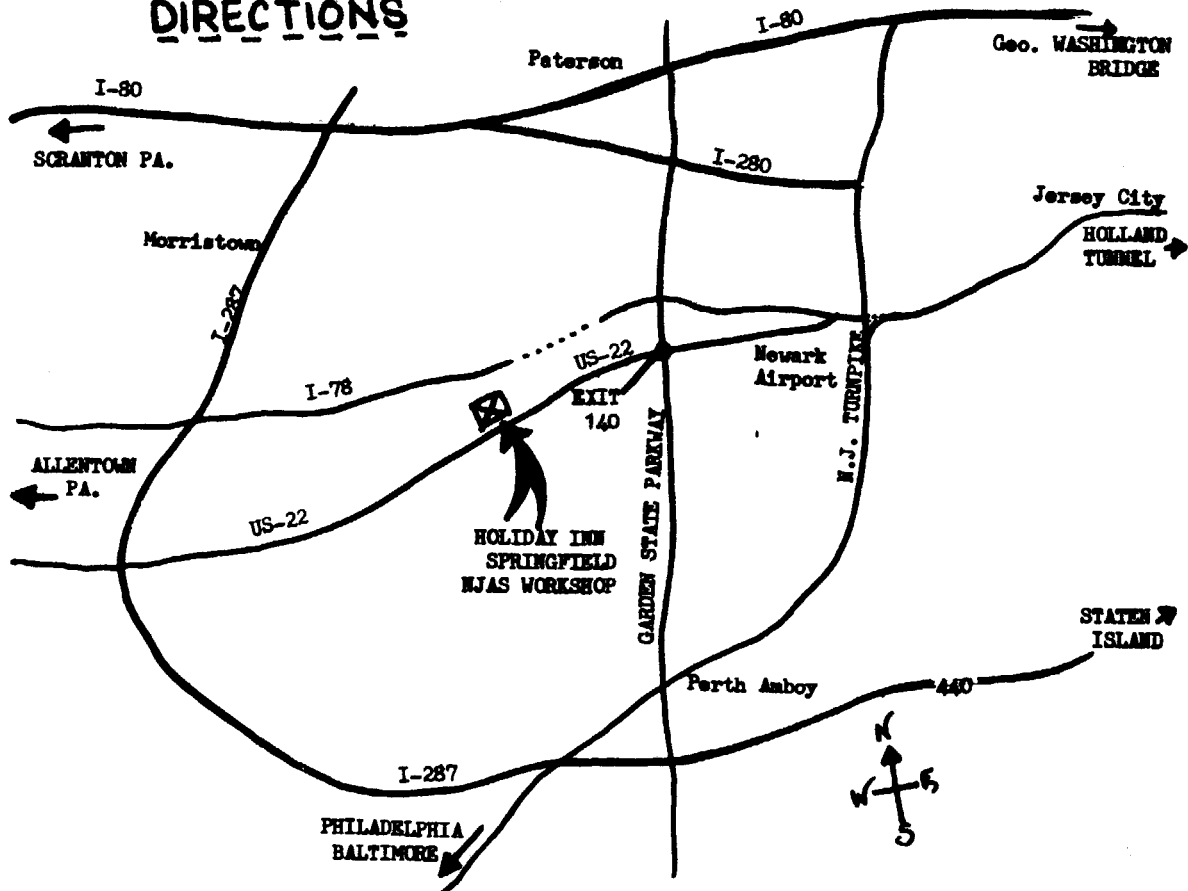 DIRECTIONS
I-80
Geo. WASHINGTON
BRIDGE
Paterson
I-80
SCRANTON PA.
I-280
Jersey City
HOLLAND
TUNNEL
Morristown
I-287
US-22
Newark
Airport
N.J. TURNPIKE
I-78
EXIT
140
GARDEN STATE PARKWAY
ALLENTOWN
PA.
US-22
HOLIDAY INN
SPRINGFIELD
NJAS WORKSHOP
STATEN
ISLAND
Perth Amboy
440
N
W E
S
I-287
PHILADELPHIA
BALTIMORE